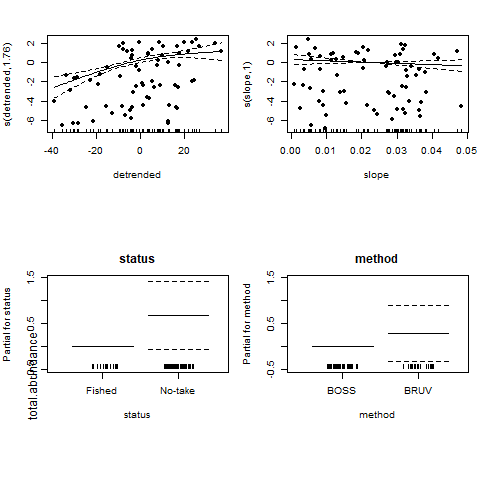 s(detrended,1.76)
2
0
-2
-4
-6
-40
-20
0
20
detrended
s(slope,1)
2
0
-2
-4
-6
0.00
0.01
0.02
0.03
0.04
0.05
slope
status
Partial for status
1.5
0.5
Fished
No-take
status
total.abundance
method
Partial for method
1.5
0.5
-0.5
BOSS
BRUV
method